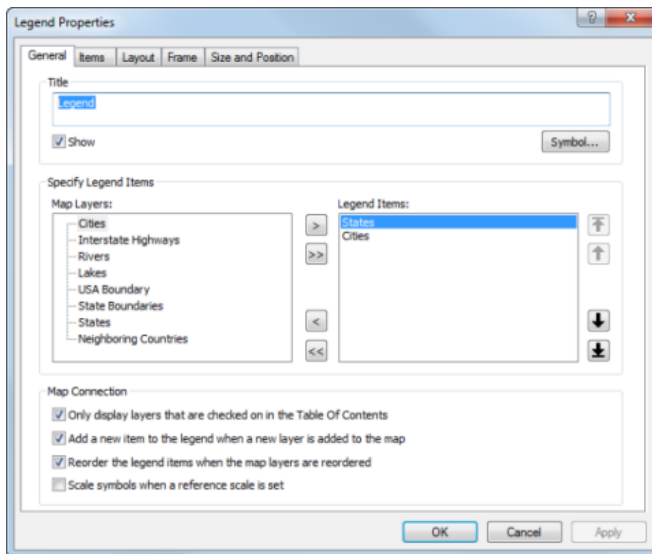 Legend Properties
General Items Layout Frame Size and Position
Title
Legend
Show
Symbol...
Specify Legend Items
Map Layers:
Legend Items:
Cities
Interstate Highways
Rivers
Lakes
USA Boundary
State Boundaries
States
Neighboring Countries
>
>>
<
<<
States
Cities
Map Connection
Only display layers that are checked on in the Table Of Contents
Add a new item to the legend when a new layer is added to the map
Reorder the legend items when the map layers are reordered
Scale symbols when a reference scale is set
OK Cancel Apply